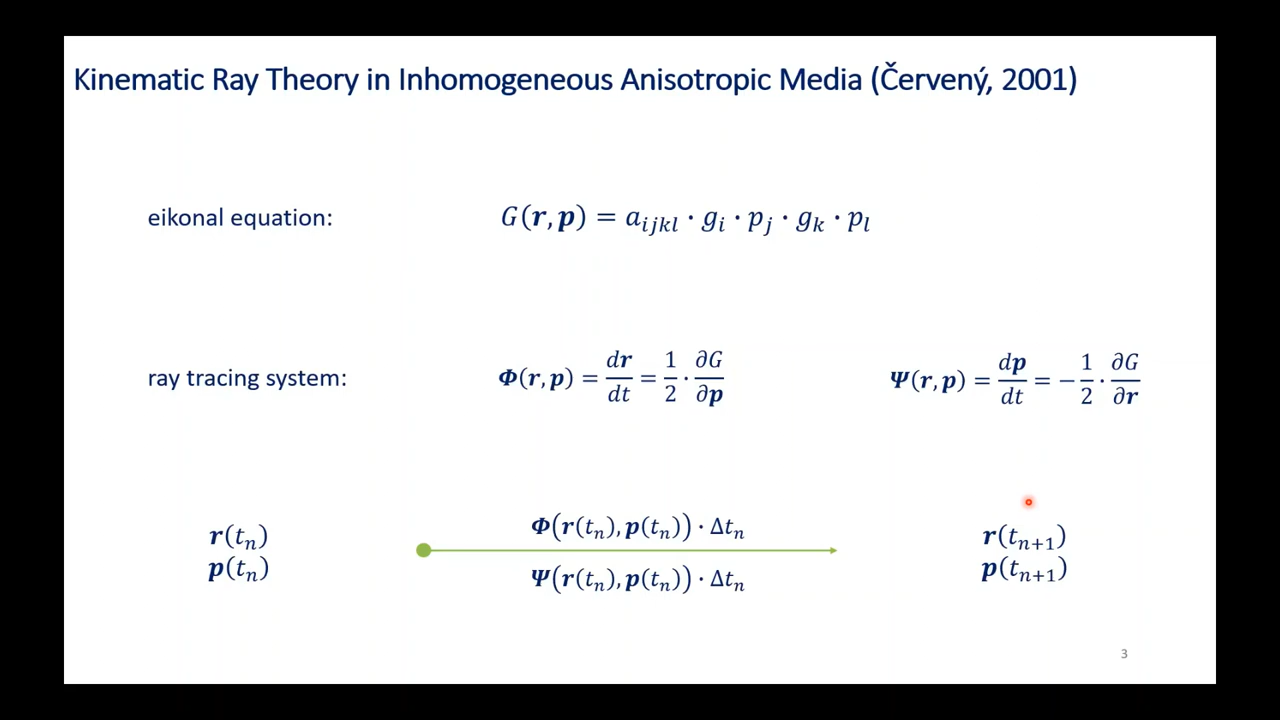 Kinematic Ray Theory in Inhomogeneous Anisotropic Media (Červený, 2001)
eikonal equation: G(𝒓, 𝒑) = a_{ijkl} · g_i · p_j · g_k · p_l
ray tracing system: 𝜱(𝒓, 𝒑) = d𝒓/dt = 1/2 · ∂G/∂𝒑 𝜳(𝒓, 𝒑) = d𝒑/dt = −1/2 · ∂G/∂𝒓
𝜱(𝒓(t_n), 𝒑(t_n)) · Δt_n
𝒓(t_n) 𝒓(t_{n+1})
𝒑(t_n) 𝒑(t_{n+1})
𝜳(𝒓(t_n), 𝒑(t_n)) · Δt_n
3